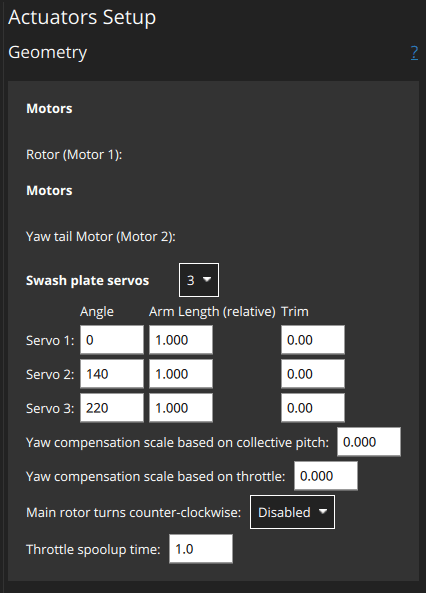 Actuators Setup
Geometry ?
Motors
Rotor (Motor 1):
Motors
Yaw tail Motor (Motor 2):
Swash plate servos 3
Angle Arm Length (relative) Trim
Servo 1: 0 1.000 0.00
Servo 2: 140 1.000 0.00
Servo 3: 220 1.000 0.00
Yaw compensation scale based on collective pitch: 0.000
Yaw compensation scale based on throttle: 0.000
Main rotor turns counter-clockwise: Disabled
Throttle spoolup time: 1.0